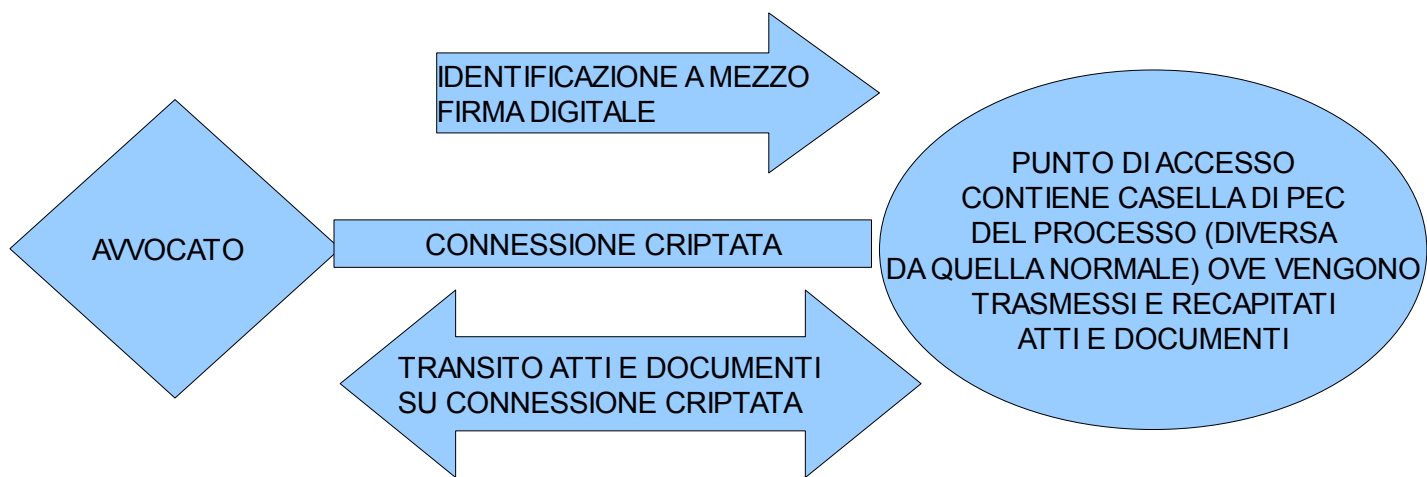 AVVOCATO
IDENTIFICAZIONE A MEZZO
FIRMA DIGITALE
CONNESSIONE CRIPTATA
TRANSITO ATTI E DOCUMENTI
SU CONNESSIONE CRIPTATA
PUNTO DI ACCESSO
CONTIENE CASELLA DI PEC
DEL PROCESSO (DIVERSA
DA QUELLA NORMALE) OVE VENGONO
TRASMESSI E RECAPITATI
ATTI E DOCUMENTI